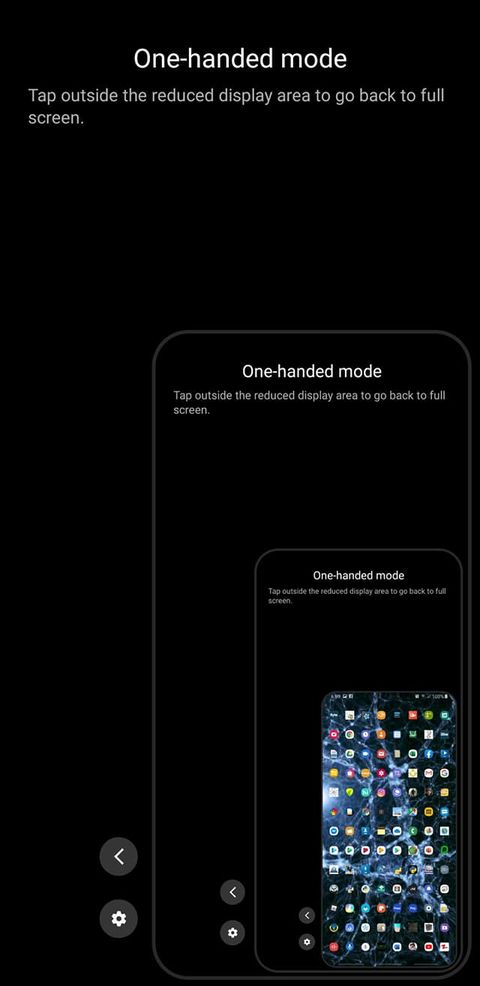 One-handed mode
Tap outside the reduced display area to go back to full
screen.
One-handed mode
Tap outside the reduced display area to go back to full
screen.
One-handed mode
Tap outside the reduced display area to go back to full
screen.
100%